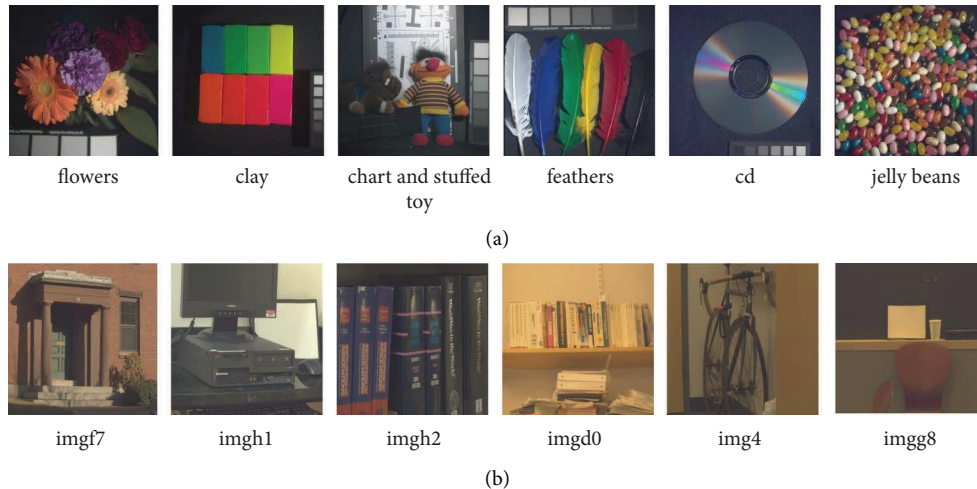 flowers
clay
chart and stuffed
toy
feathers
cd
jelly beans
(a)
imgf7
imgh1
imgh2
imgd0
img4
imgg8
(b)